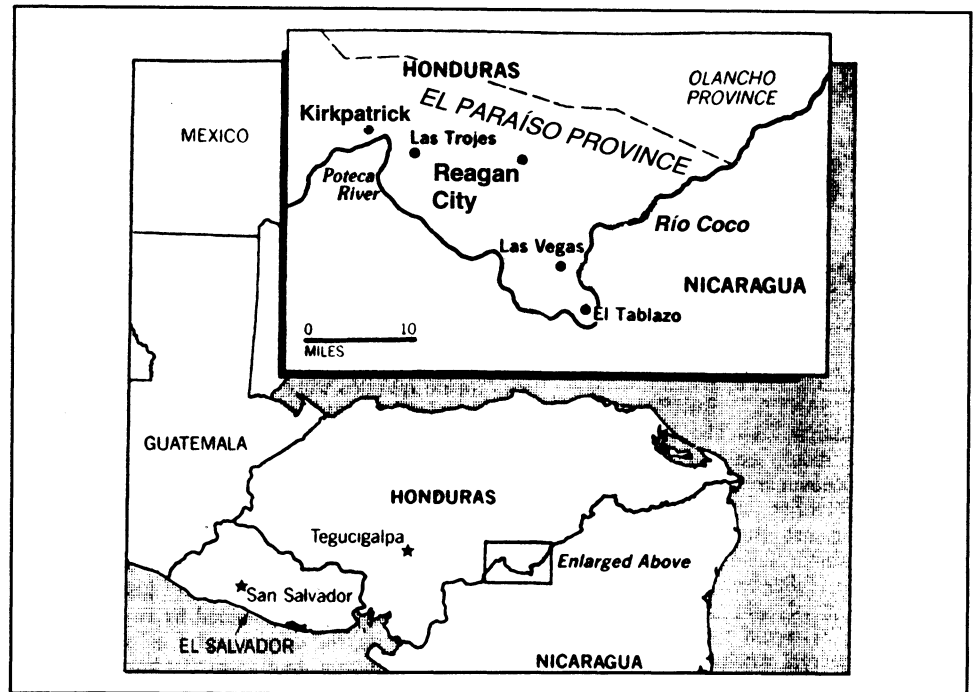 HONDURAS
OLANCHO
PROVINCE
EL PARAÍSO PROVINCE
Kirkpatrick
Las Trojes
Poteca
River
Reagan
City
Río Coco
Las Vegas
NICARAGUA
El Tablazo
0 10
MILES
MEXICO
GUATEMALA
HONDURAS
Tegucigalpa
Enlarged Above
San Salvador
EL SALVADOR
NICARAGUA